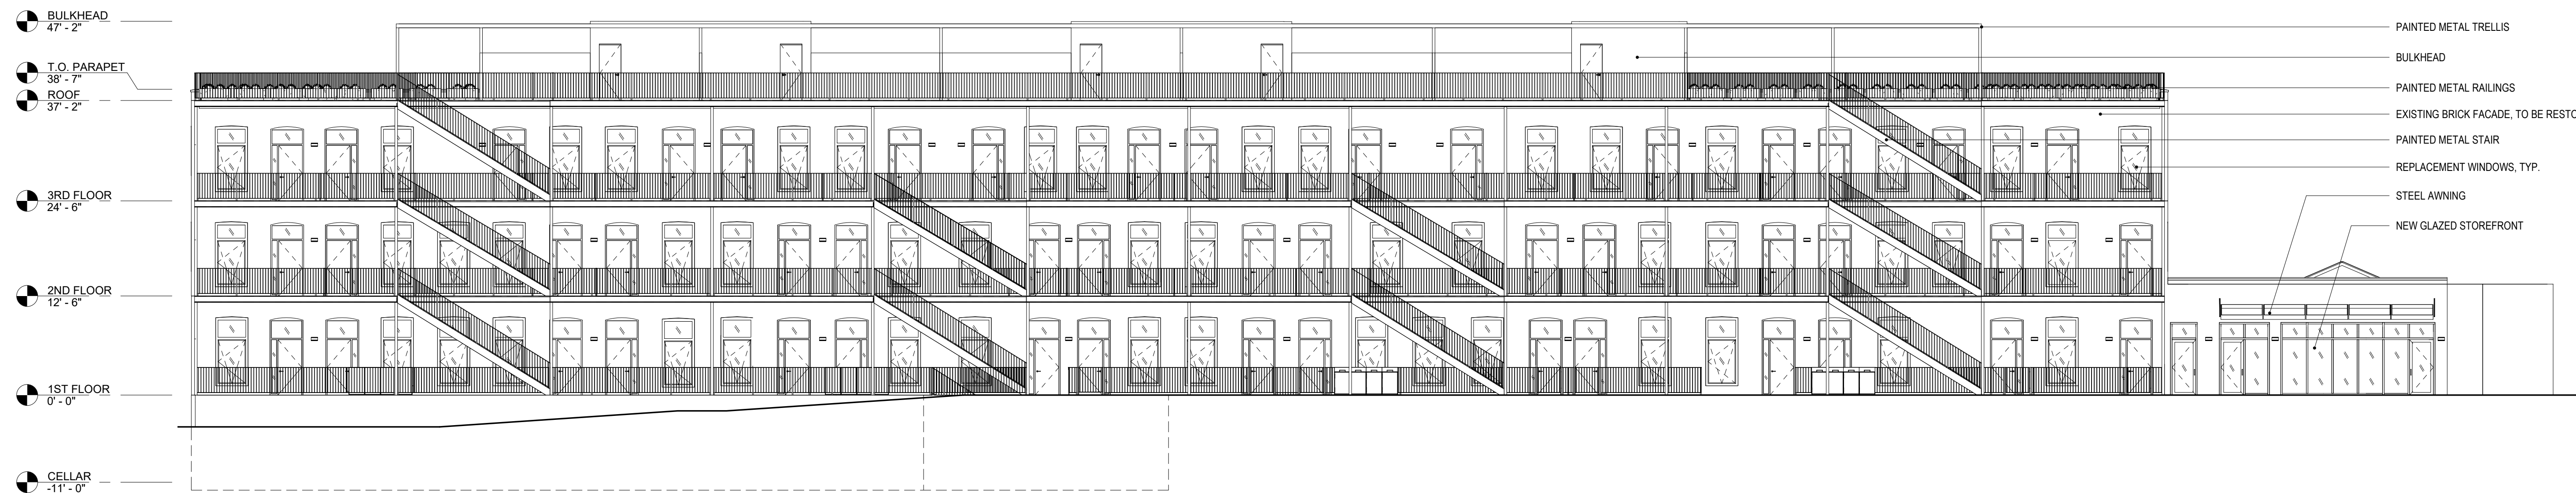 BULKHEAD
47' - 2"
T.O. PARAPET
38' - 7"
ROOF
37' - 2"
3RD FLOOR
24' - 6"
2ND FLOOR
12' - 6"
1ST FLOOR
0' - 0"
CELLAR
-11' - 0"
PAINTED METAL TRELLIS
BULKHEAD
PAINTED METAL RAILINGS
EXISTING BRICK FACADE, TO BE RESTO
PAINTED METAL STAIR
REPLACEMENT WINDOWS, TYP.
STEEL AWNING
NEW GLAZED STOREFRONT